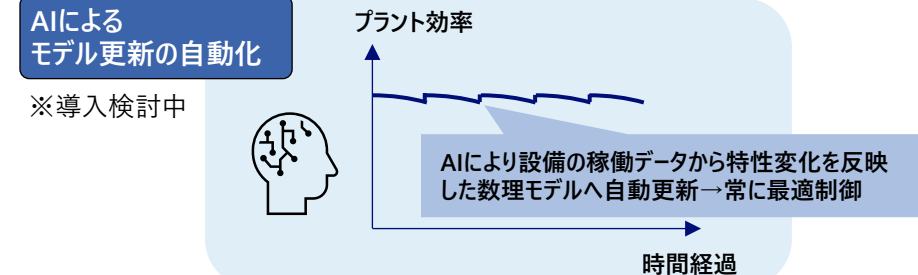 AIによる
モデル更新の自動化
※導入検討中
プラント効率
AIにより設備の稼働データから特性変化を反映
した数理モデルへ自動更新→常に最適制御
時間経過